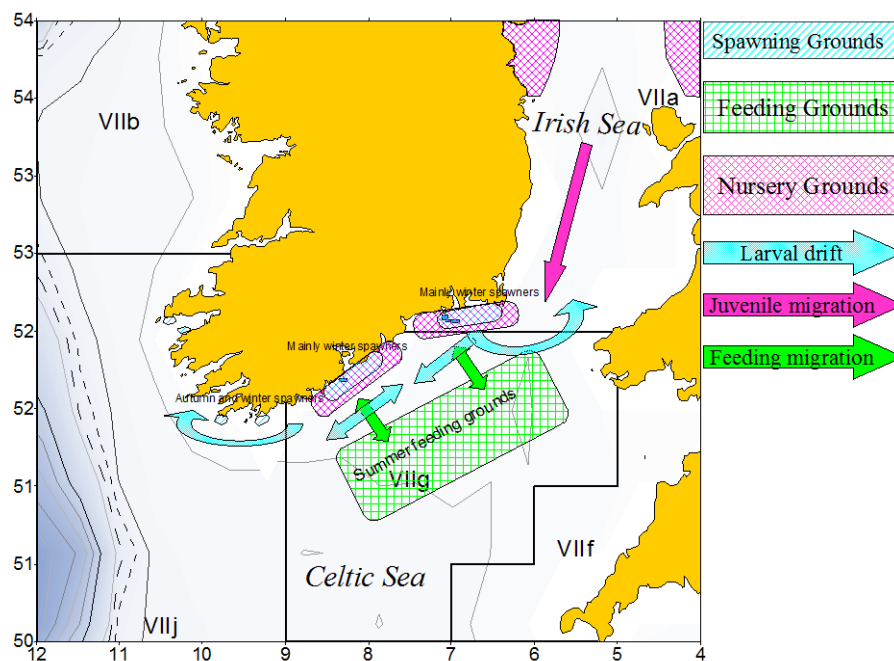 54
54
53
53
52
52
51
51
50
12
11
10
9
8
7
6
5
4
VIIb
VIIa
Irish Sea
Mainly winter spawners
Mainly winter spawners
Autumn and winter spawners
Summer feeding grounds
VIIg
VIIf
Celtic Sea
VIIj
Spawning Grounds
Feeding Grounds
Nursery Grounds
Larval drift
Juvenile migration
Feeding migration